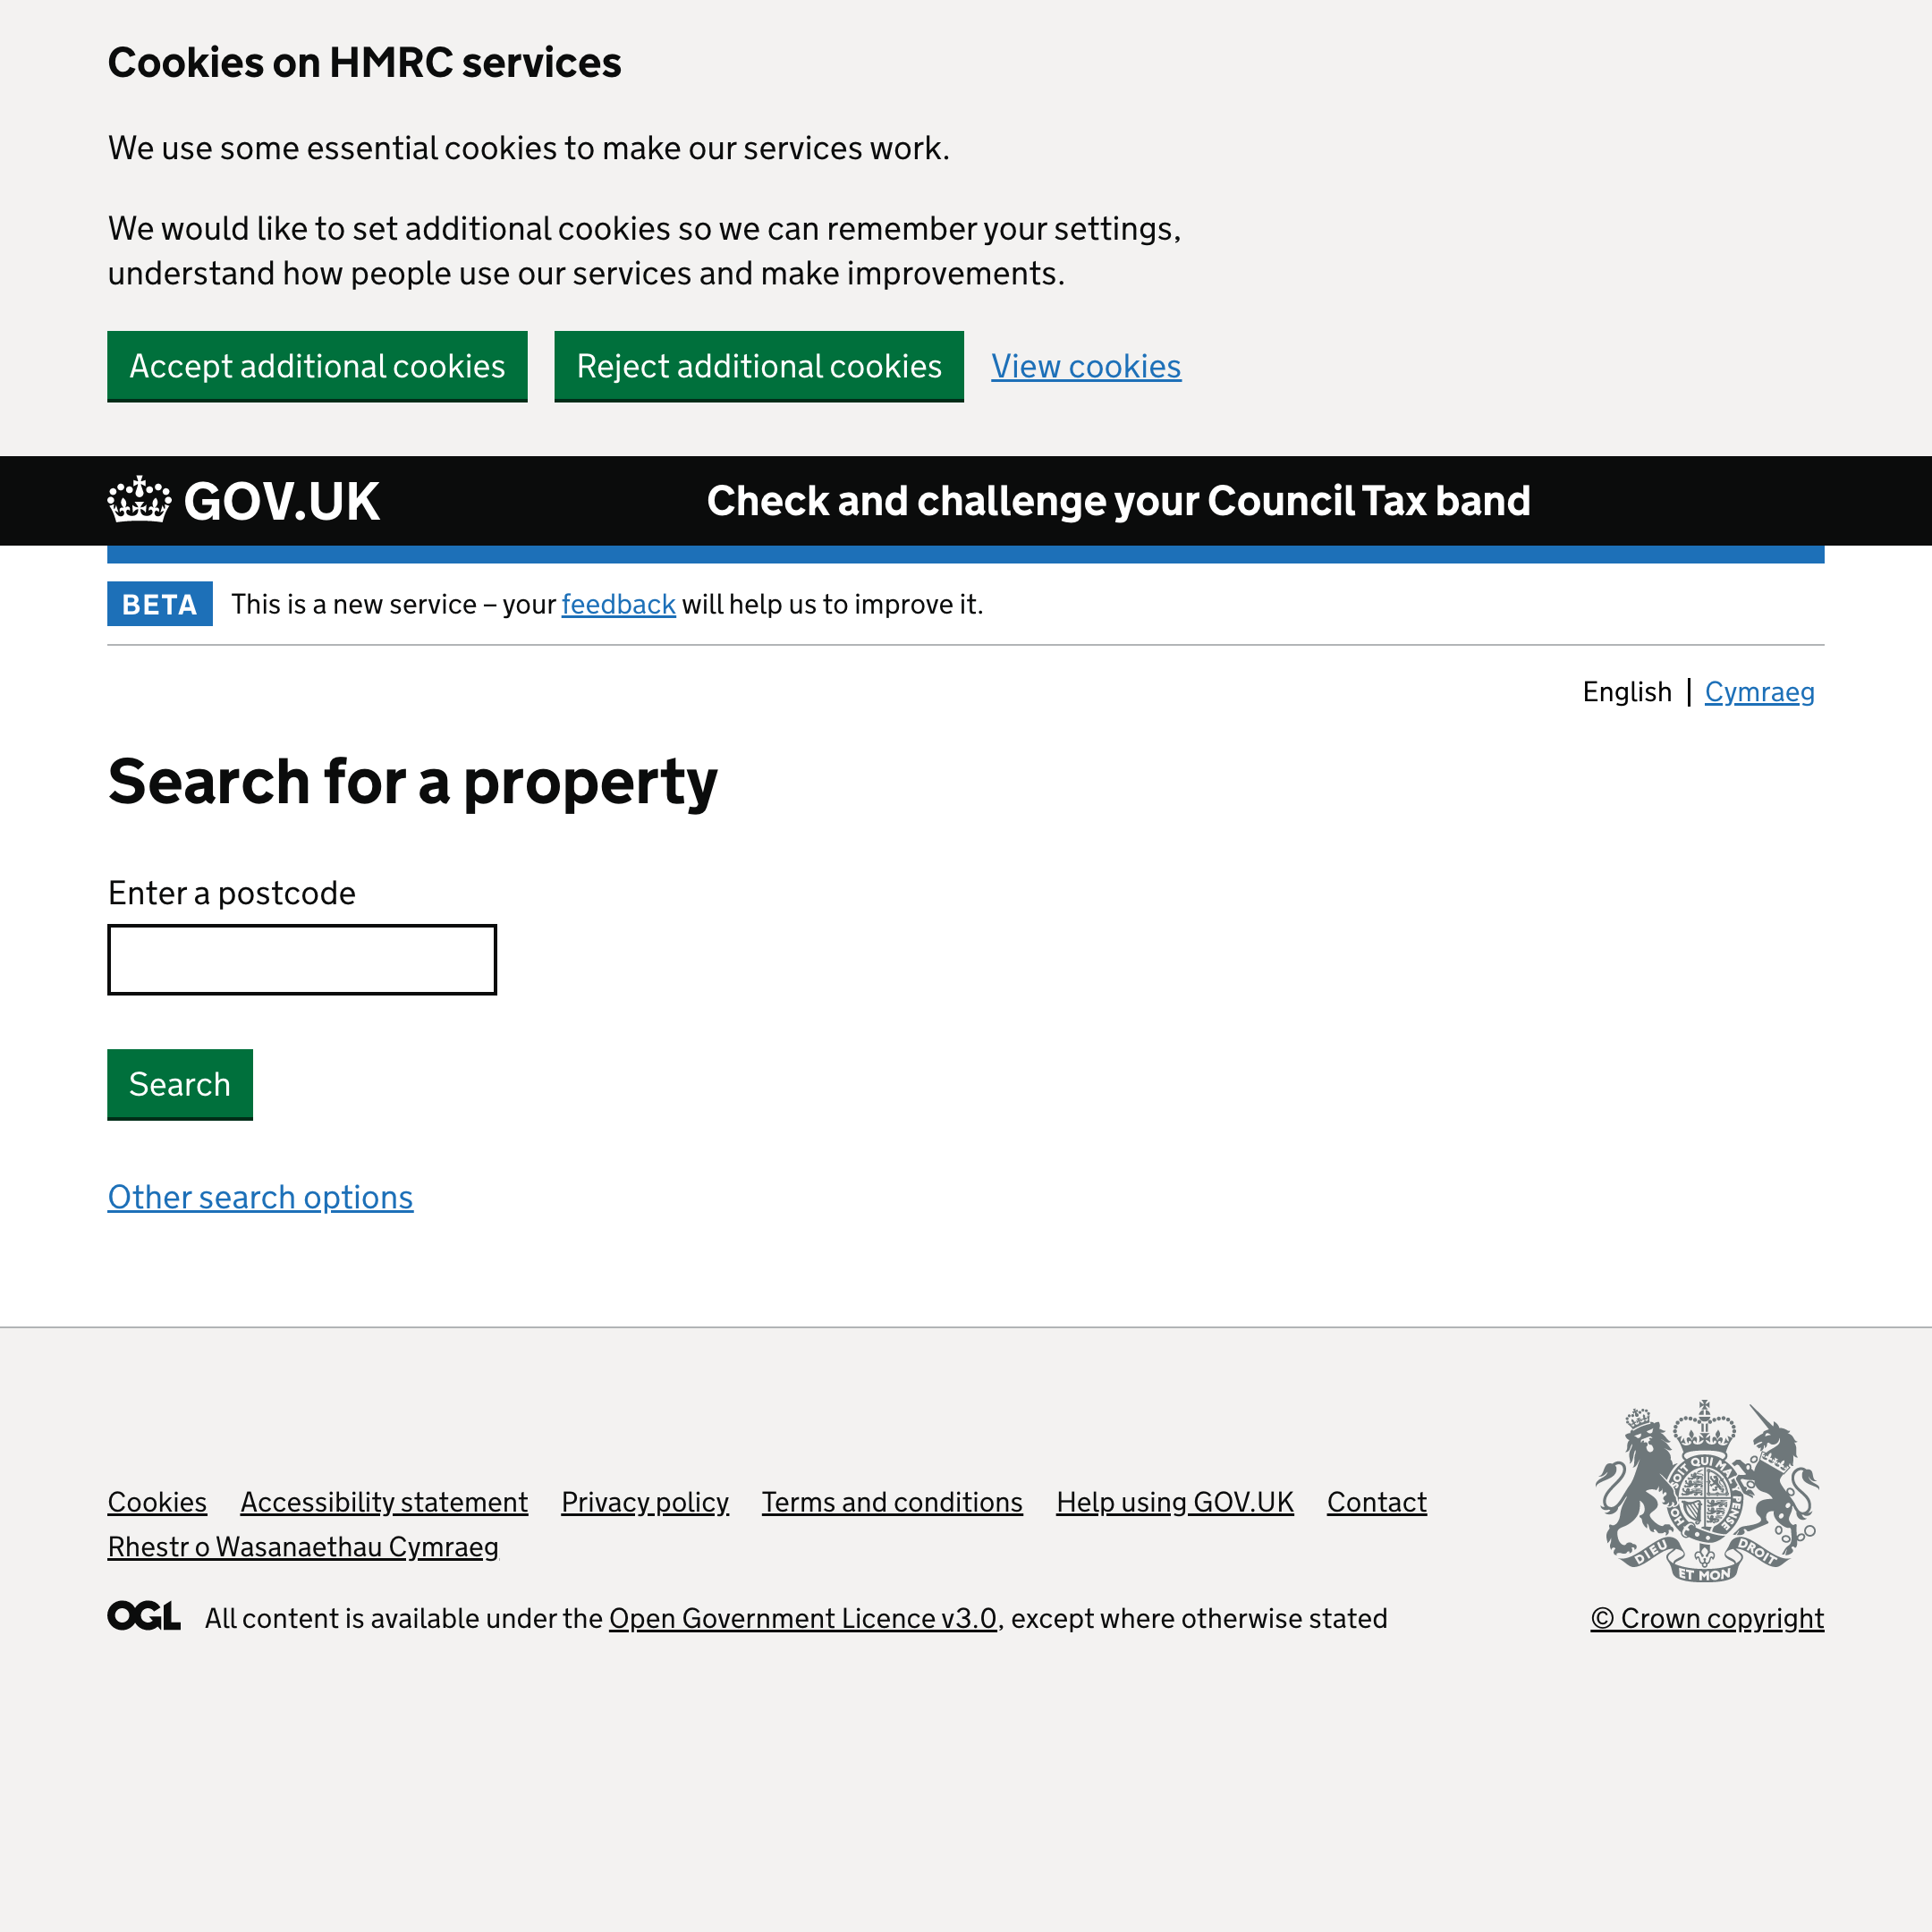 Cookies on HMRC services
We use some essential cookies to make our services work.
We would like to set additional cookies so we can remember your settings,
understand how people use our services and make improvements.
Accept additional cookies Reject additional cookies View cookies
GOV.UK Check and challenge your Council Tax band
BETA This is a new service – your feedback will help us to improve it.
English | Cymraeg
Search for a property
Enter a postcode
Search
Other search options
Cookies Accessibility statement Privacy policy Terms and conditions Help using GOV.UK Contact
Rhestr o Wasanaethau Cymraeg
DIEU ET MON DROIT
OGL All content is available under the Open Government Licence v3.0, except where otherwise stated
© Crown copyright